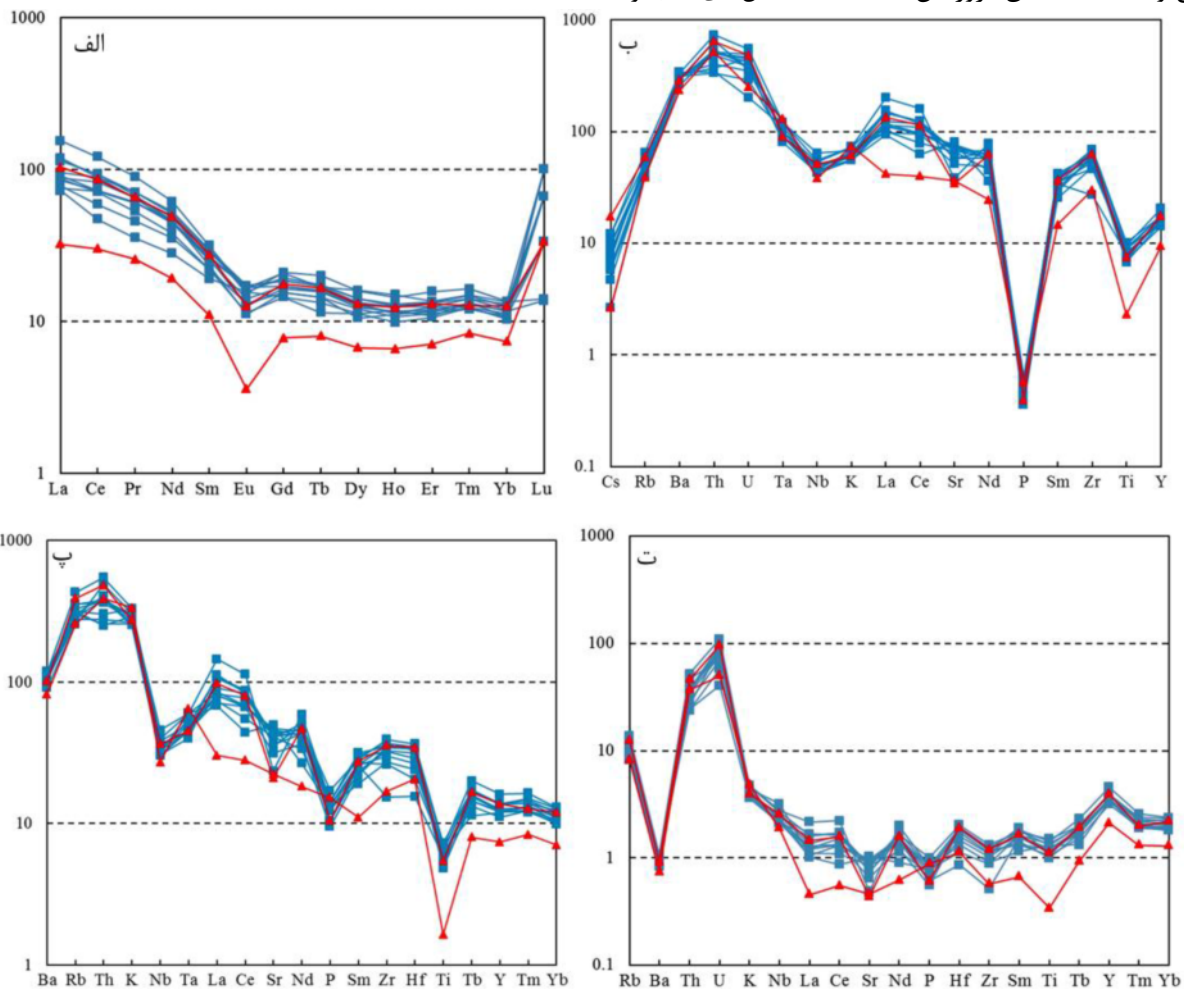 الف
1000
100
10
1
La Ce Pr Nd Sm Eu Gd Tb Dy Ho Er Tm Yb Lu
ب
1000
100
10
1
0.1
Cs Rb Ba Th U Ta Nb K La Ce Sr Nd P Sm Zr Ti Y
پ
1000
100
10
1
Ba Rb Th K Nb Ta La Ce Sr Nd P Sm Zr Hf Ti Tb Y Tm Yb
ت
1000
100
10
1
0.1
Rb Ba Th U K Nb La Ce Sr Nd P Hf Zr Sm Ti Tb Y Tm Yb